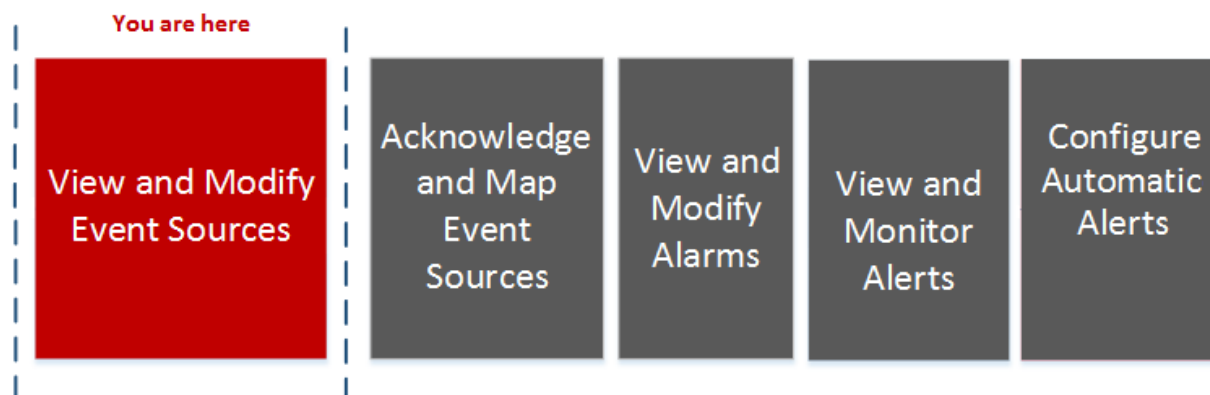 You are here
View and Modify
Event Sources
Acknowledge
and Map
Event
Sources
View and
Modify
Alarms
View and
Monitor
Alerts
Configure
Automatic
Alerts